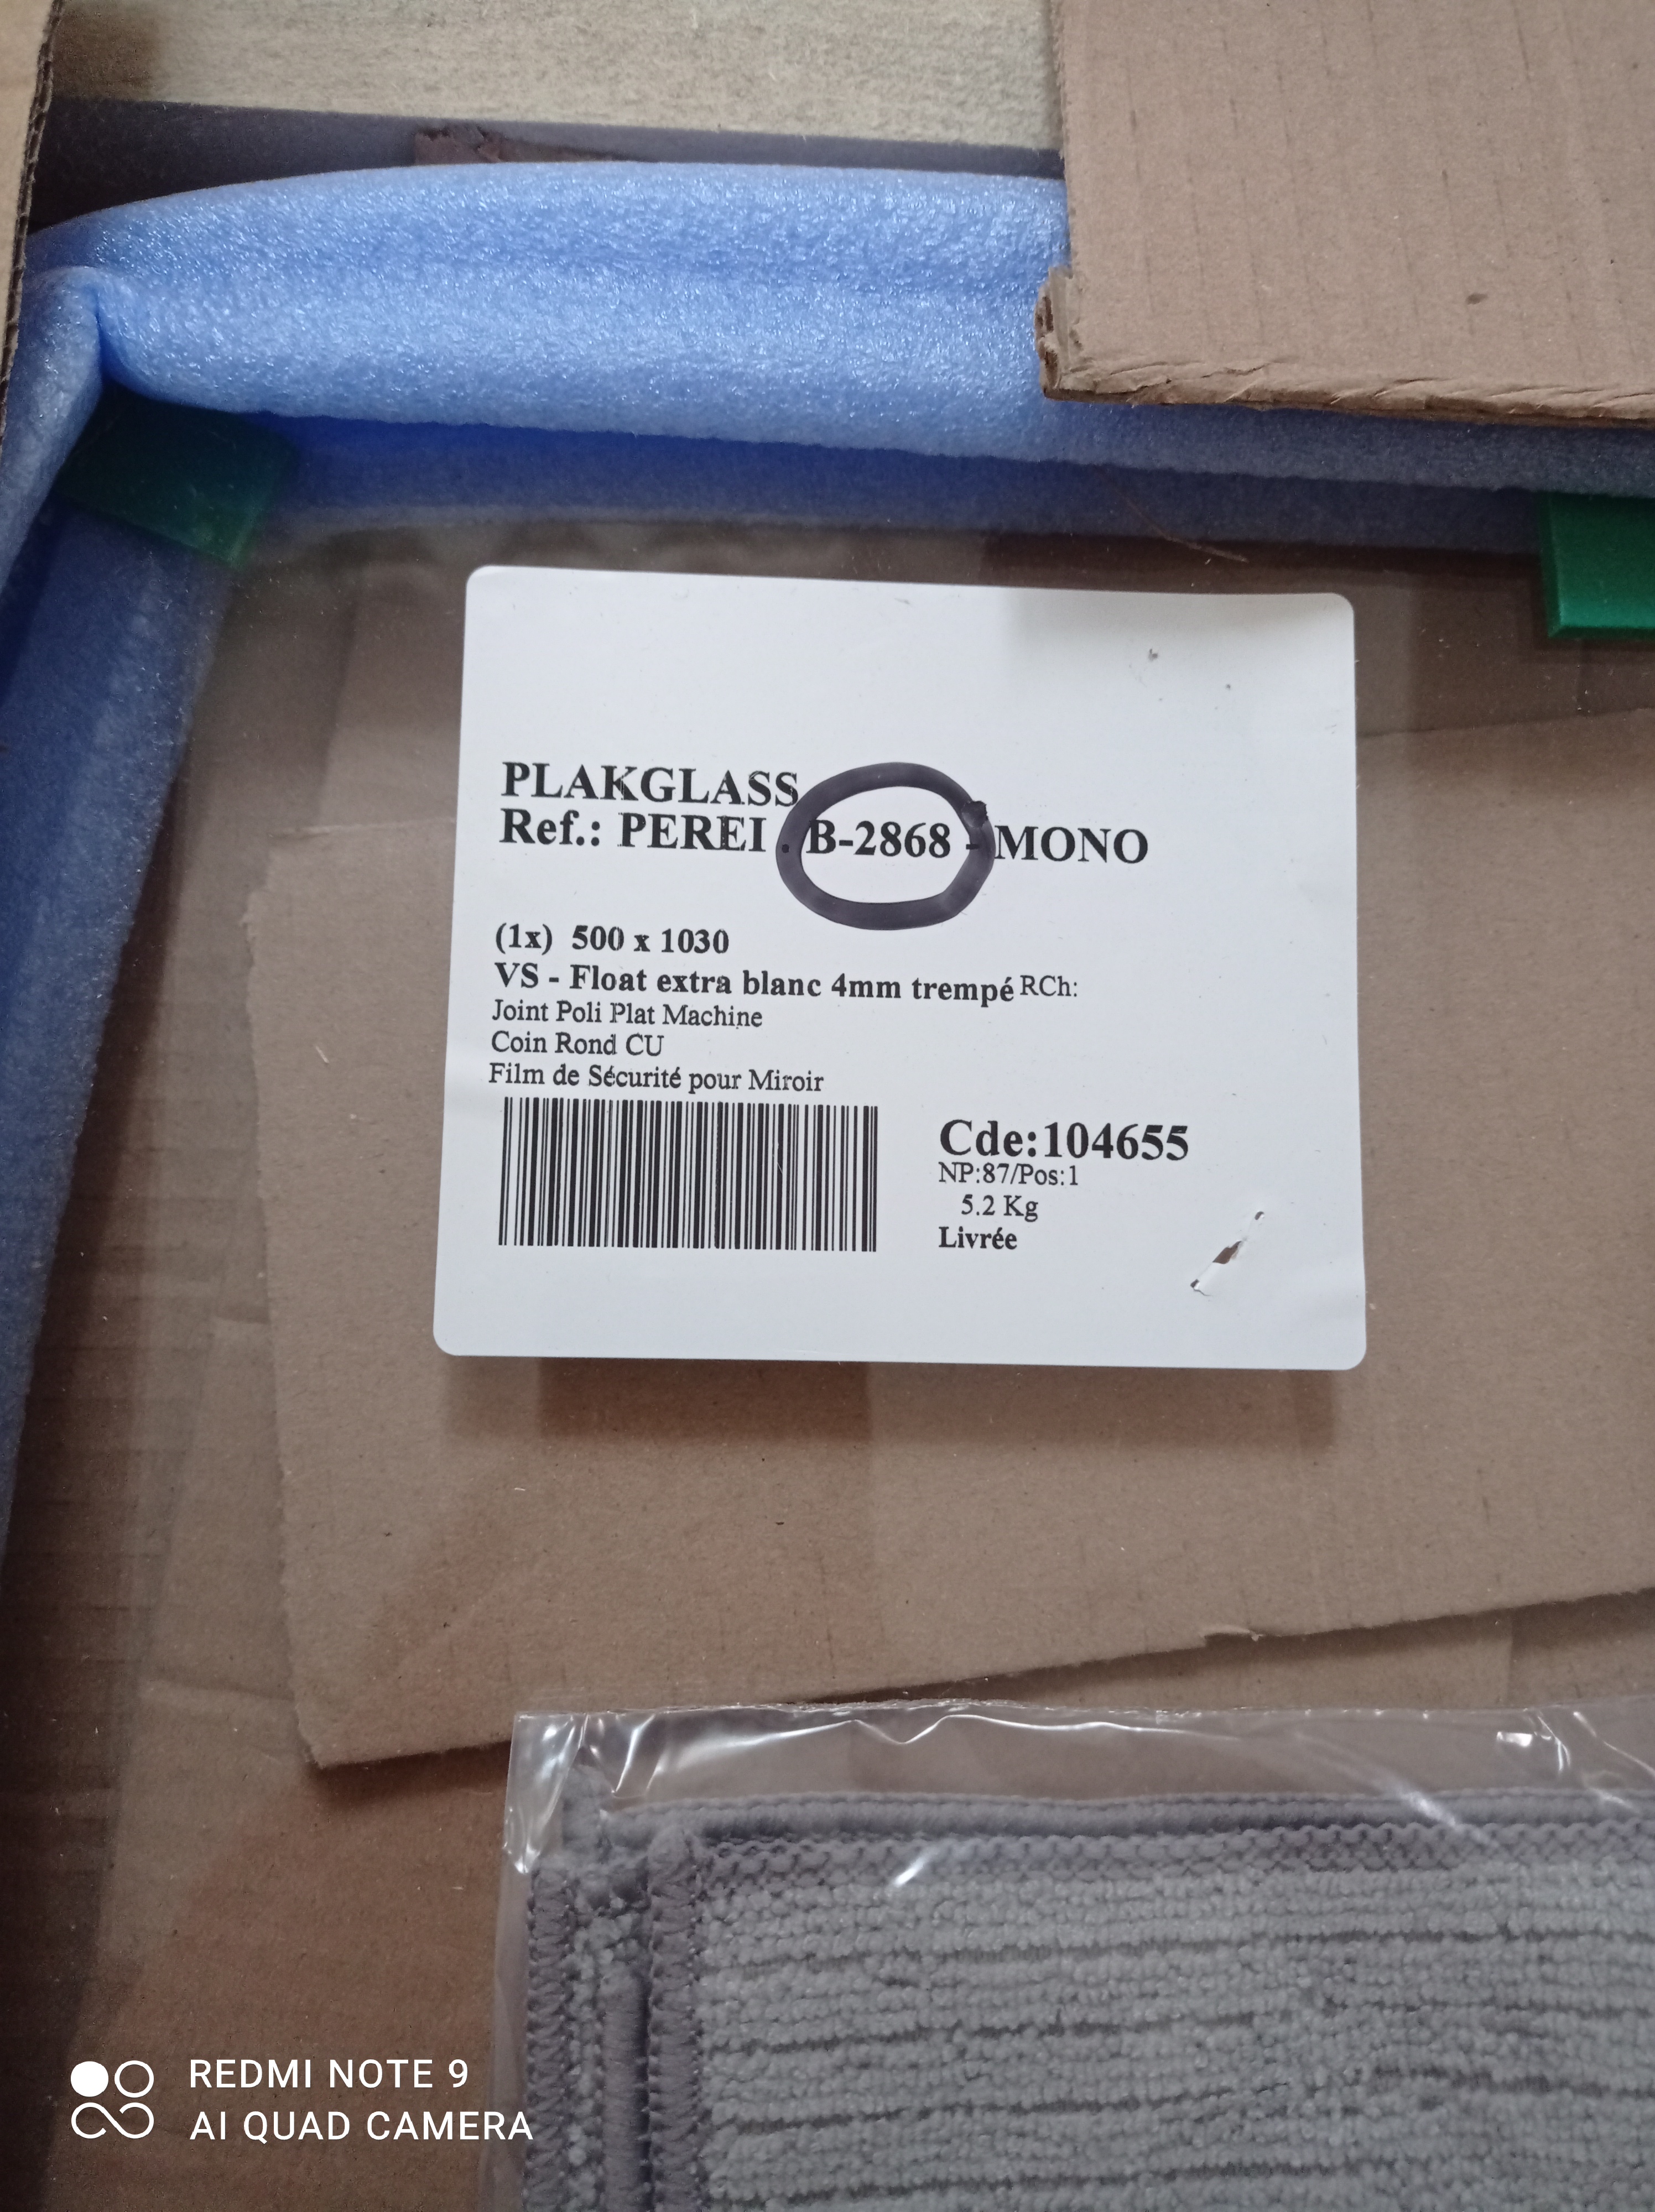 PLAKGLASS
Ref.: PEREI . B-2868 - MONO
(1x) 500 x 1030
VS - Float extra blanc 4mm trempé RCh:
Joint Poli Plat Machine
Coin Rond CU
Film de Sécurité pour Miroir
Cde:104655
NP:87/Pos:1
5.2 Kg
Livrée
REDMI NOTE 9
AI QUAD CAMERA